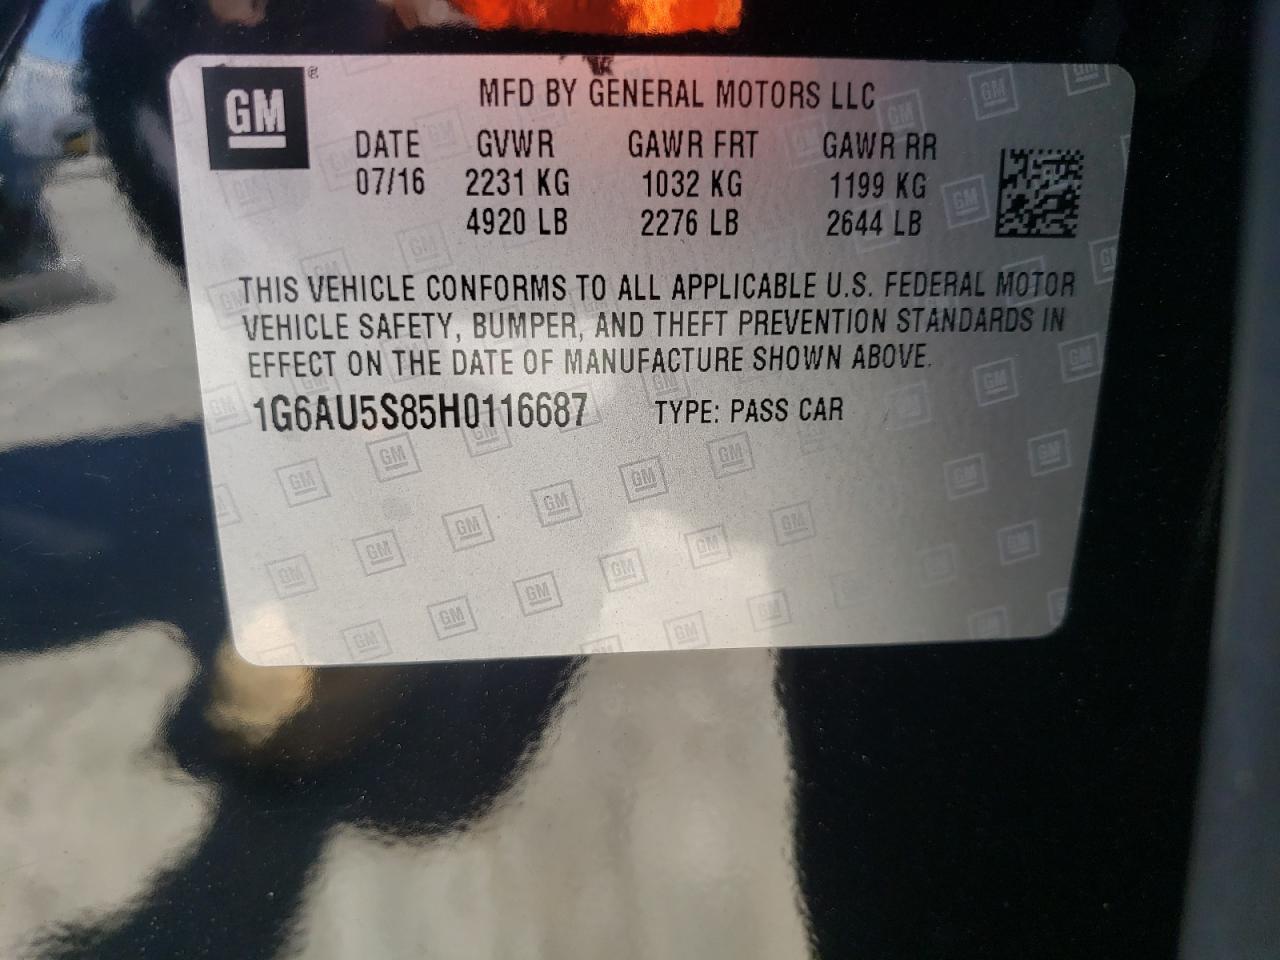 GM ®
MFD BY GENERAL MOTORS LLC
DATE GVWR GAWR FRT GAWR RR
07/16 2231 KG 1032 KG 1199 KG
4920 LB 2276 LB 2644 LB
THIS VEHICLE CONFORMS TO ALL APPLICABLE U.S. FEDERAL MOTOR
VEHICLE SAFETY, BUMPER, AND THEFT PREVENTION STANDARDS IN
EFFECT ON THE DATE OF MANUFACTURE SHOWN ABOVE.
1G6AU5S85H0116687 TYPE: PASS CAR